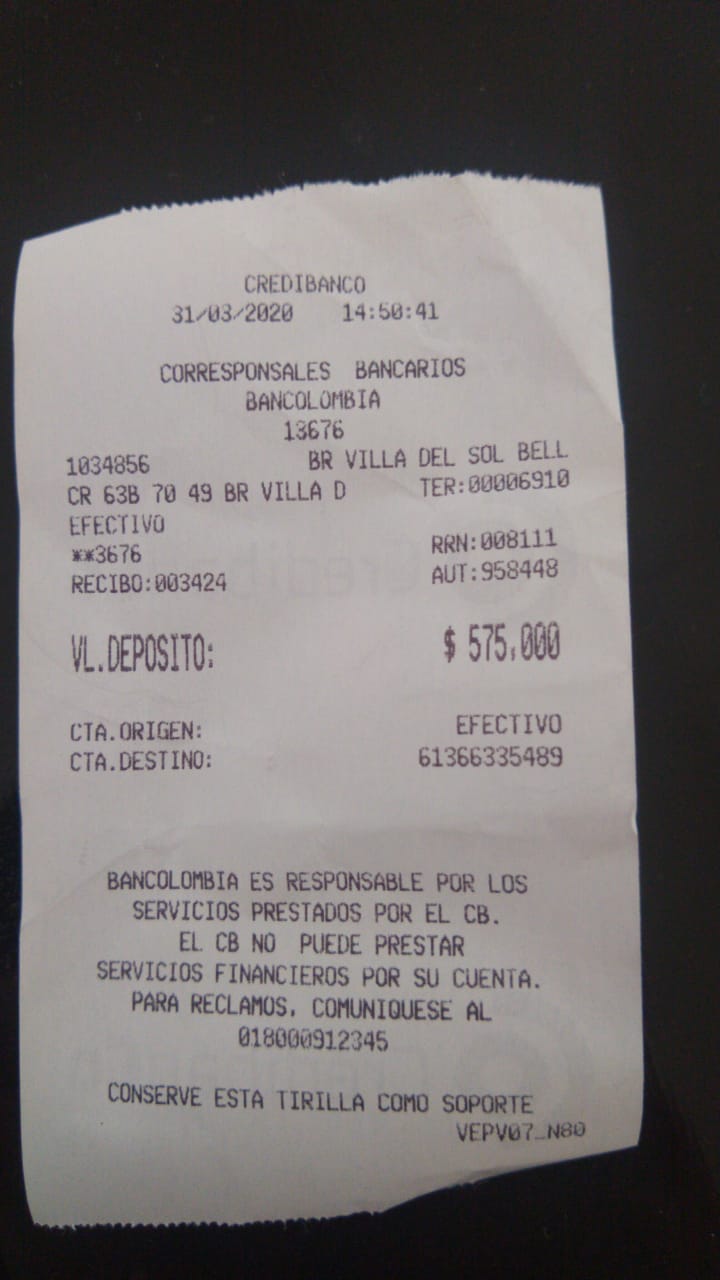 CREDIBANCO
31/03/2020 14:50:41
CORRESPONSALES BANCARIOS
BANCOLOMBIA
13676
1034856 BR VILLA DEL SOL BELL
CR 63B 70 49 BR VILLA D TER:00006910
EFECTIVO
**3676 RRN:008111
RECIBO:003424 AUT:958448
VL.DEPOSITO: $ 575,000
CTA.ORIGEN: EFECTIVO
CTA.DESTINO: 61366335489
BANCOLOMBIA ES RESPONSABLE POR LOS
SERVICIOS PRESTADOS POR EL CB.
EL CB NO PUEDE PRESTAR
SERVICIOS FINANCIEROS POR SU CUENTA.
PARA RECLAMOS, COMUNIQUESE AL
018000912345
CONSERVE ESTA TIRILLA COMO SOPORTE
VEPV07_N80